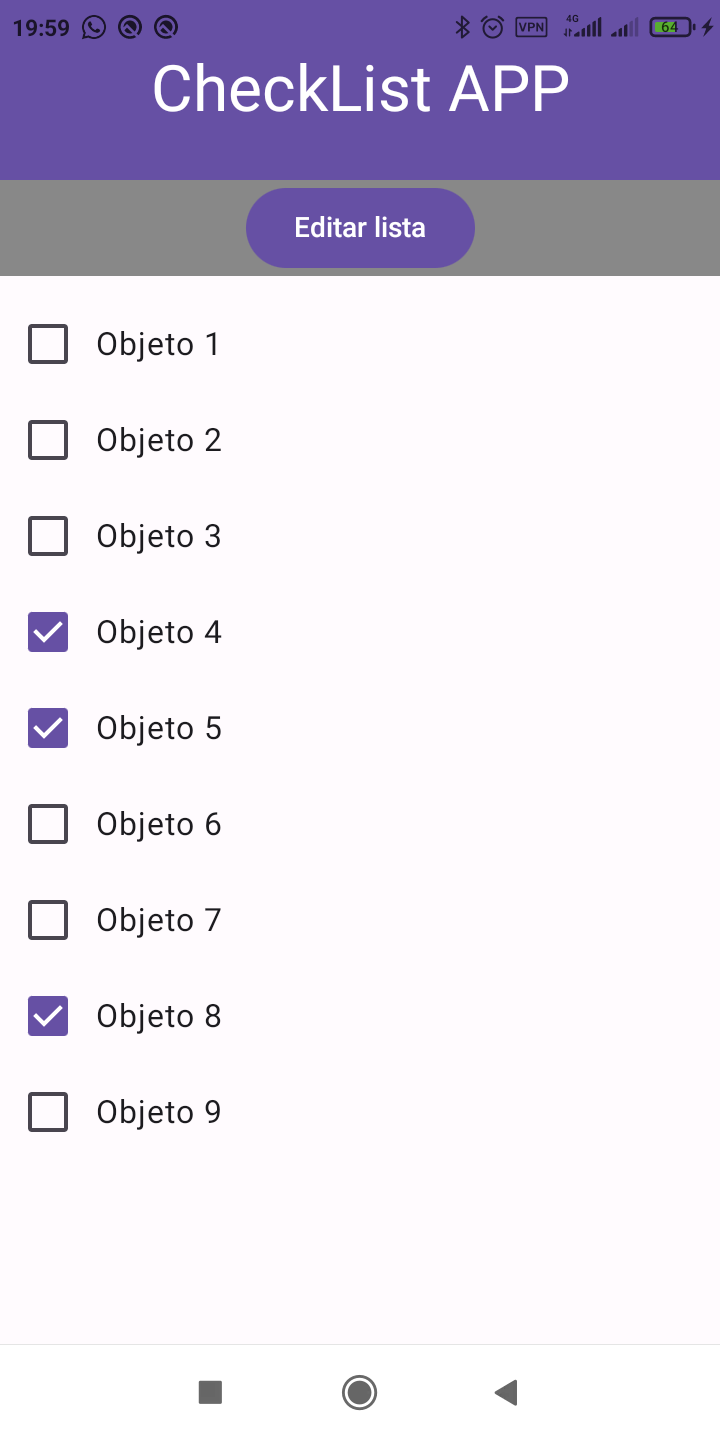 19:59 VPN 4G 64
CheckList APP
Editar lista
Objeto 1
Objeto 2
Objeto 3
Objeto 4
Objeto 5
Objeto 6
Objeto 7
Objeto 8
Objeto 9